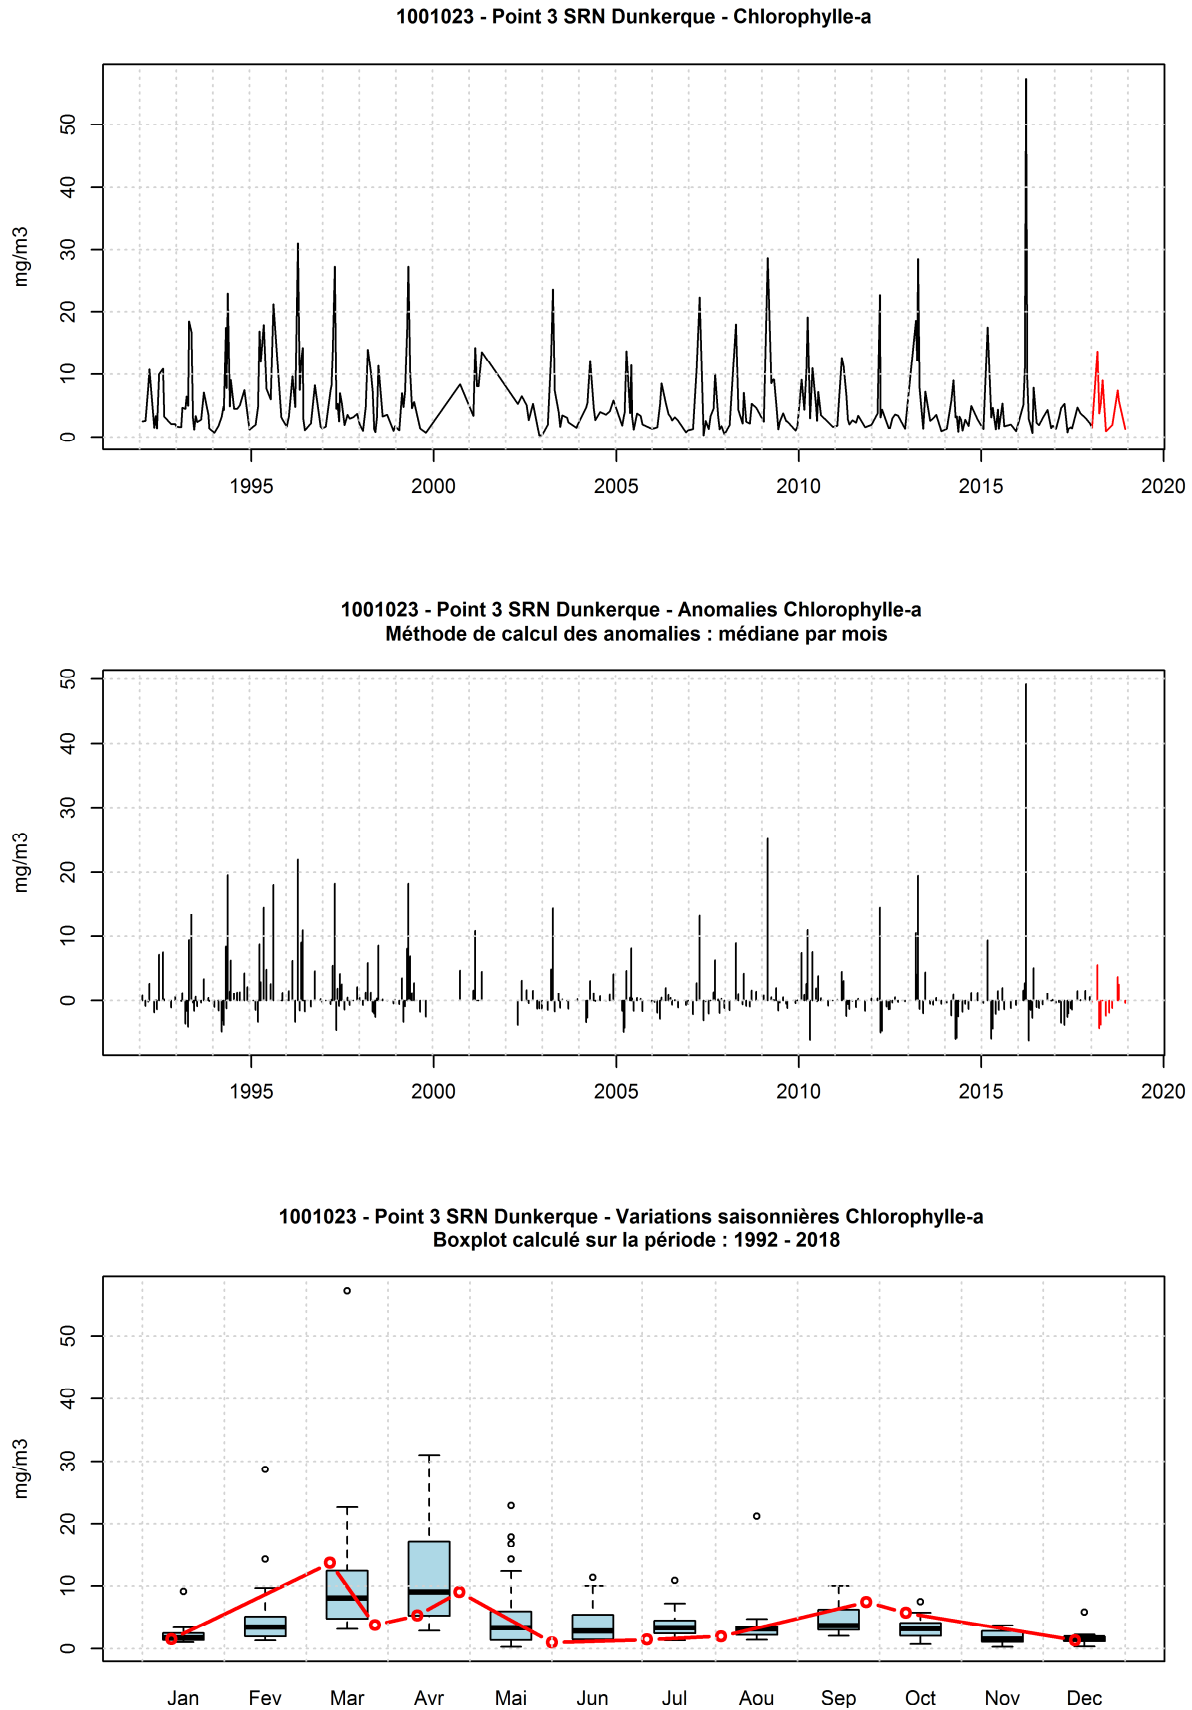 1001023 - Point 3 SRN Dunkerque - Chlorophylle-a
50
40
30
20
10
0
mg/m3
1995 2000 2005 2010 2015 2020
1001023 - Point 3 SRN Dunkerque - Anomalies Chlorophylle-a
Méthode de calcul des anomalies : médiane par mois
50
40
30
20
10
0
mg/m3
1995 2000 2005 2010 2015 2020
1001023 - Point 3 SRN Dunkerque - Variations saisonnières Chlorophylle-a
Boxplot calculé sur la période : 1992 - 2018
50
40
30
20
10
0
mg/m3
Jan Fev Mar Avr Mai Jun Jul Aou Sep Oct Nov Dec